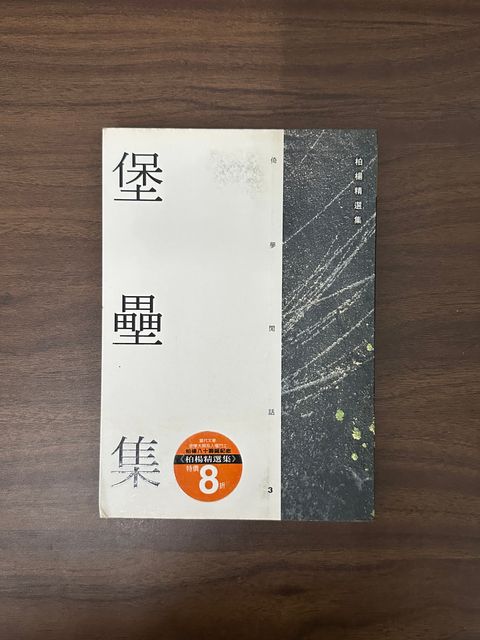 堡壘集
倚夢閒話
3
柏楊精選集
柏楊八十壽誕紀念
《柏楊精選集》
特價8折